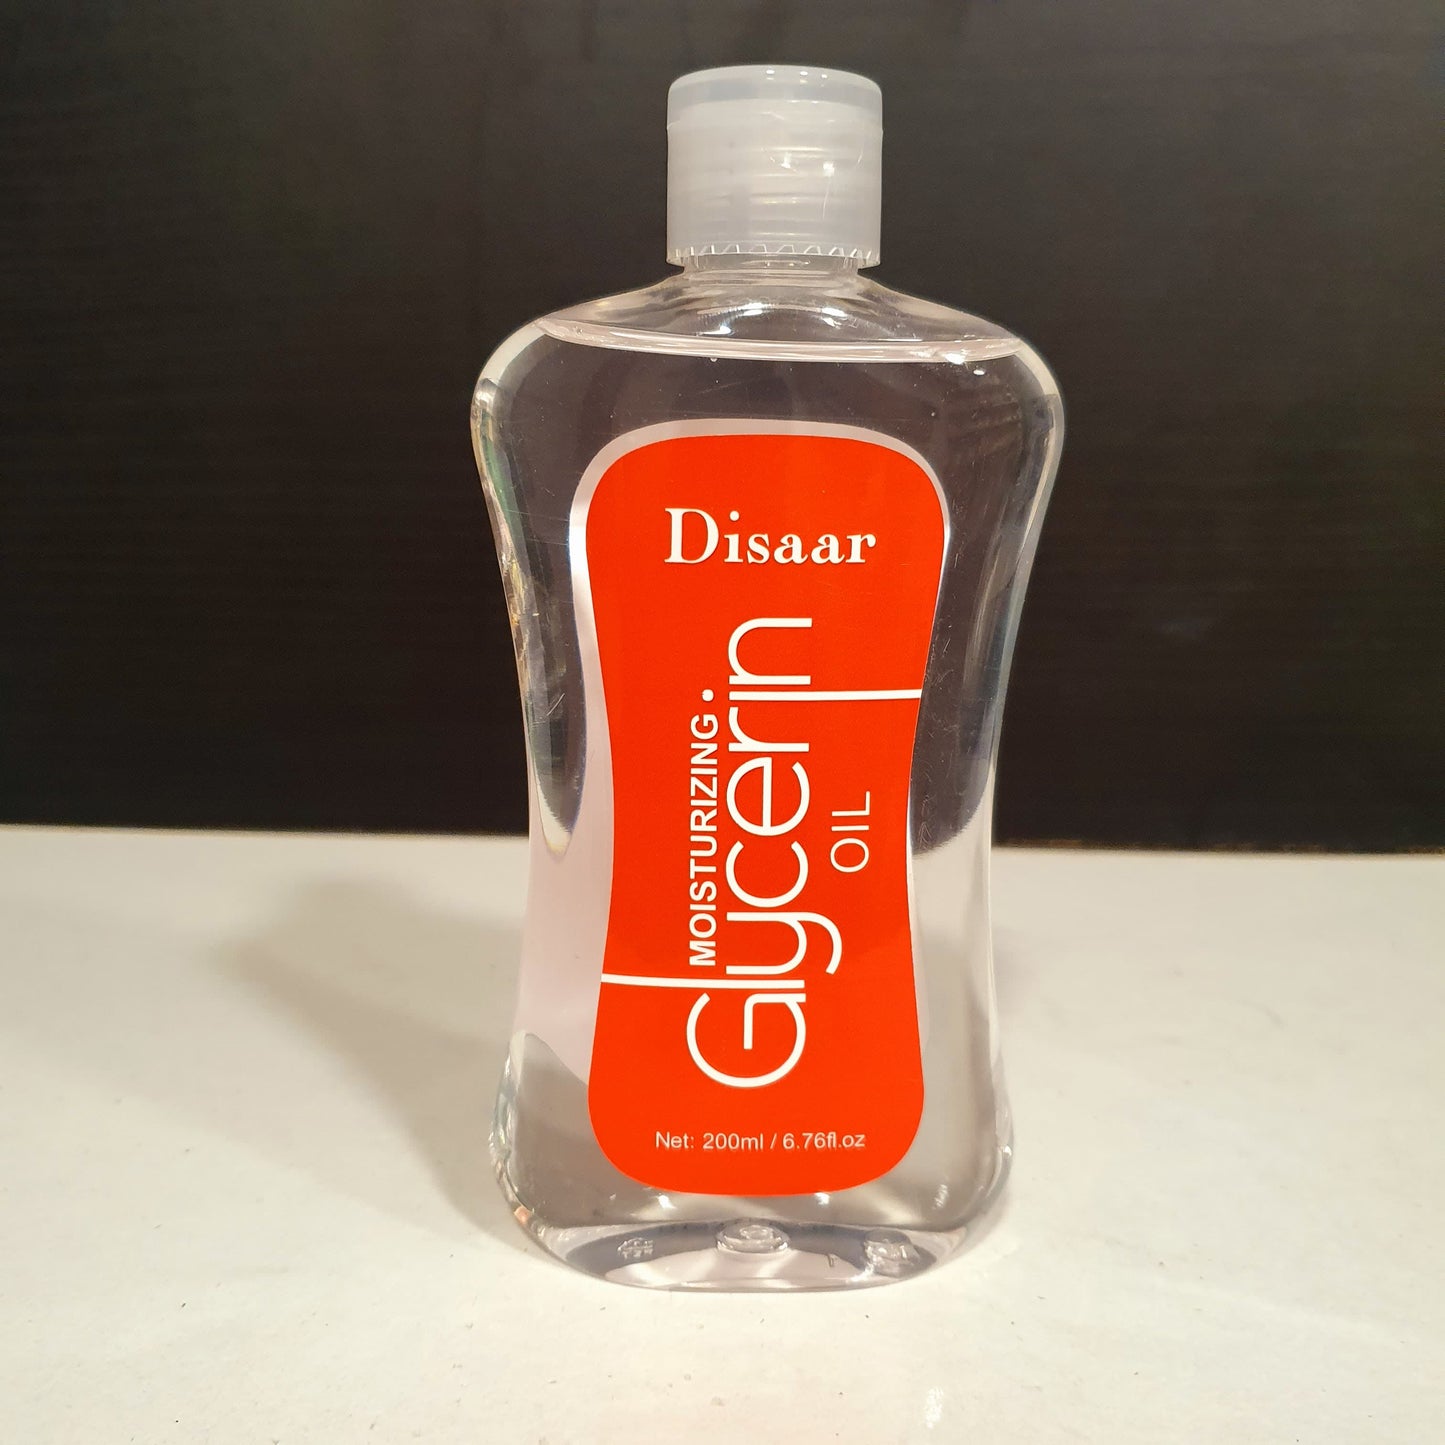 Disaar
MOISTURIZING
Glycerin
OIL
Net: 200ml / 6.76fl.oz